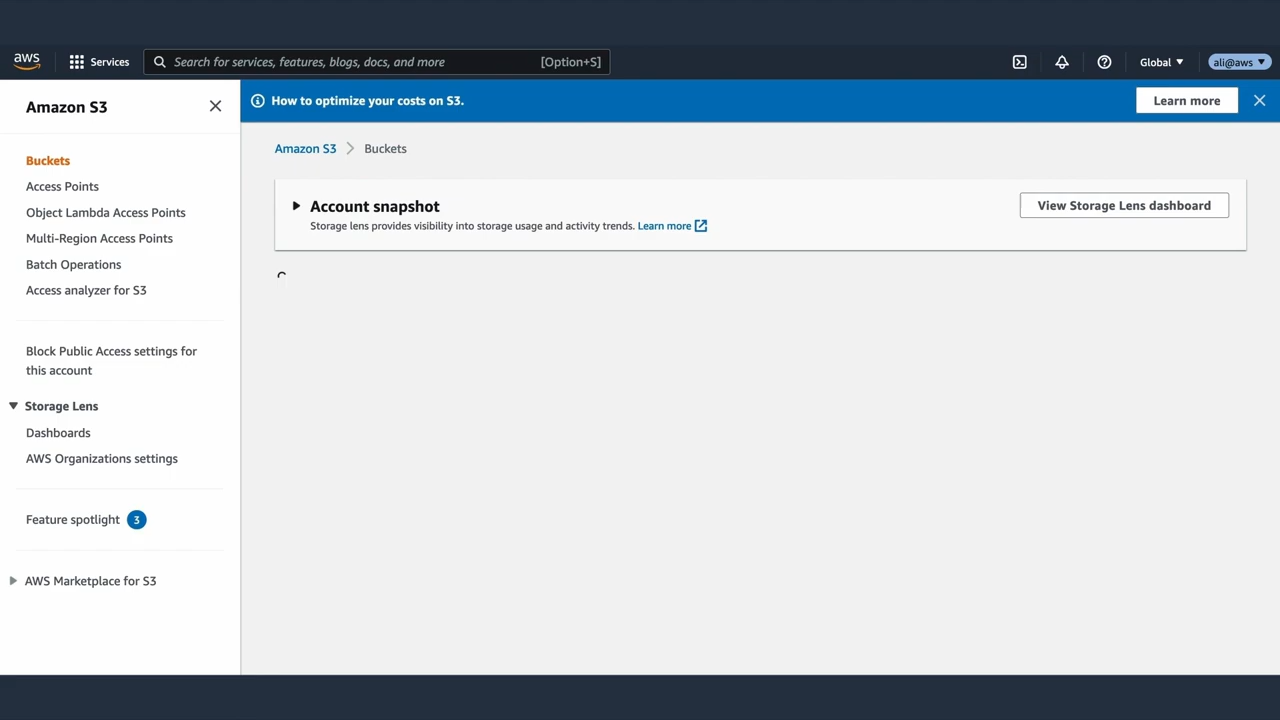 aws
Services
Search for services, features, blogs, docs, and more
[Option+S]
Global
ali@aws
Amazon S3
Buckets
Access Points
Object Lambda Access Points
Multi-Region Access Points
Batch Operations
Access analyzer for S3
Block Public Access settings for
this account
Storage Lens
Dashboards
AWS Organizations settings
Feature spotlight 3
AWS Marketplace for S3
How to optimize your costs on S3.
Learn more
Amazon S3 > Buckets
Account snapshot
Storage lens provides visibility into storage usage and activity trends. Learn more
View Storage Lens dashboard